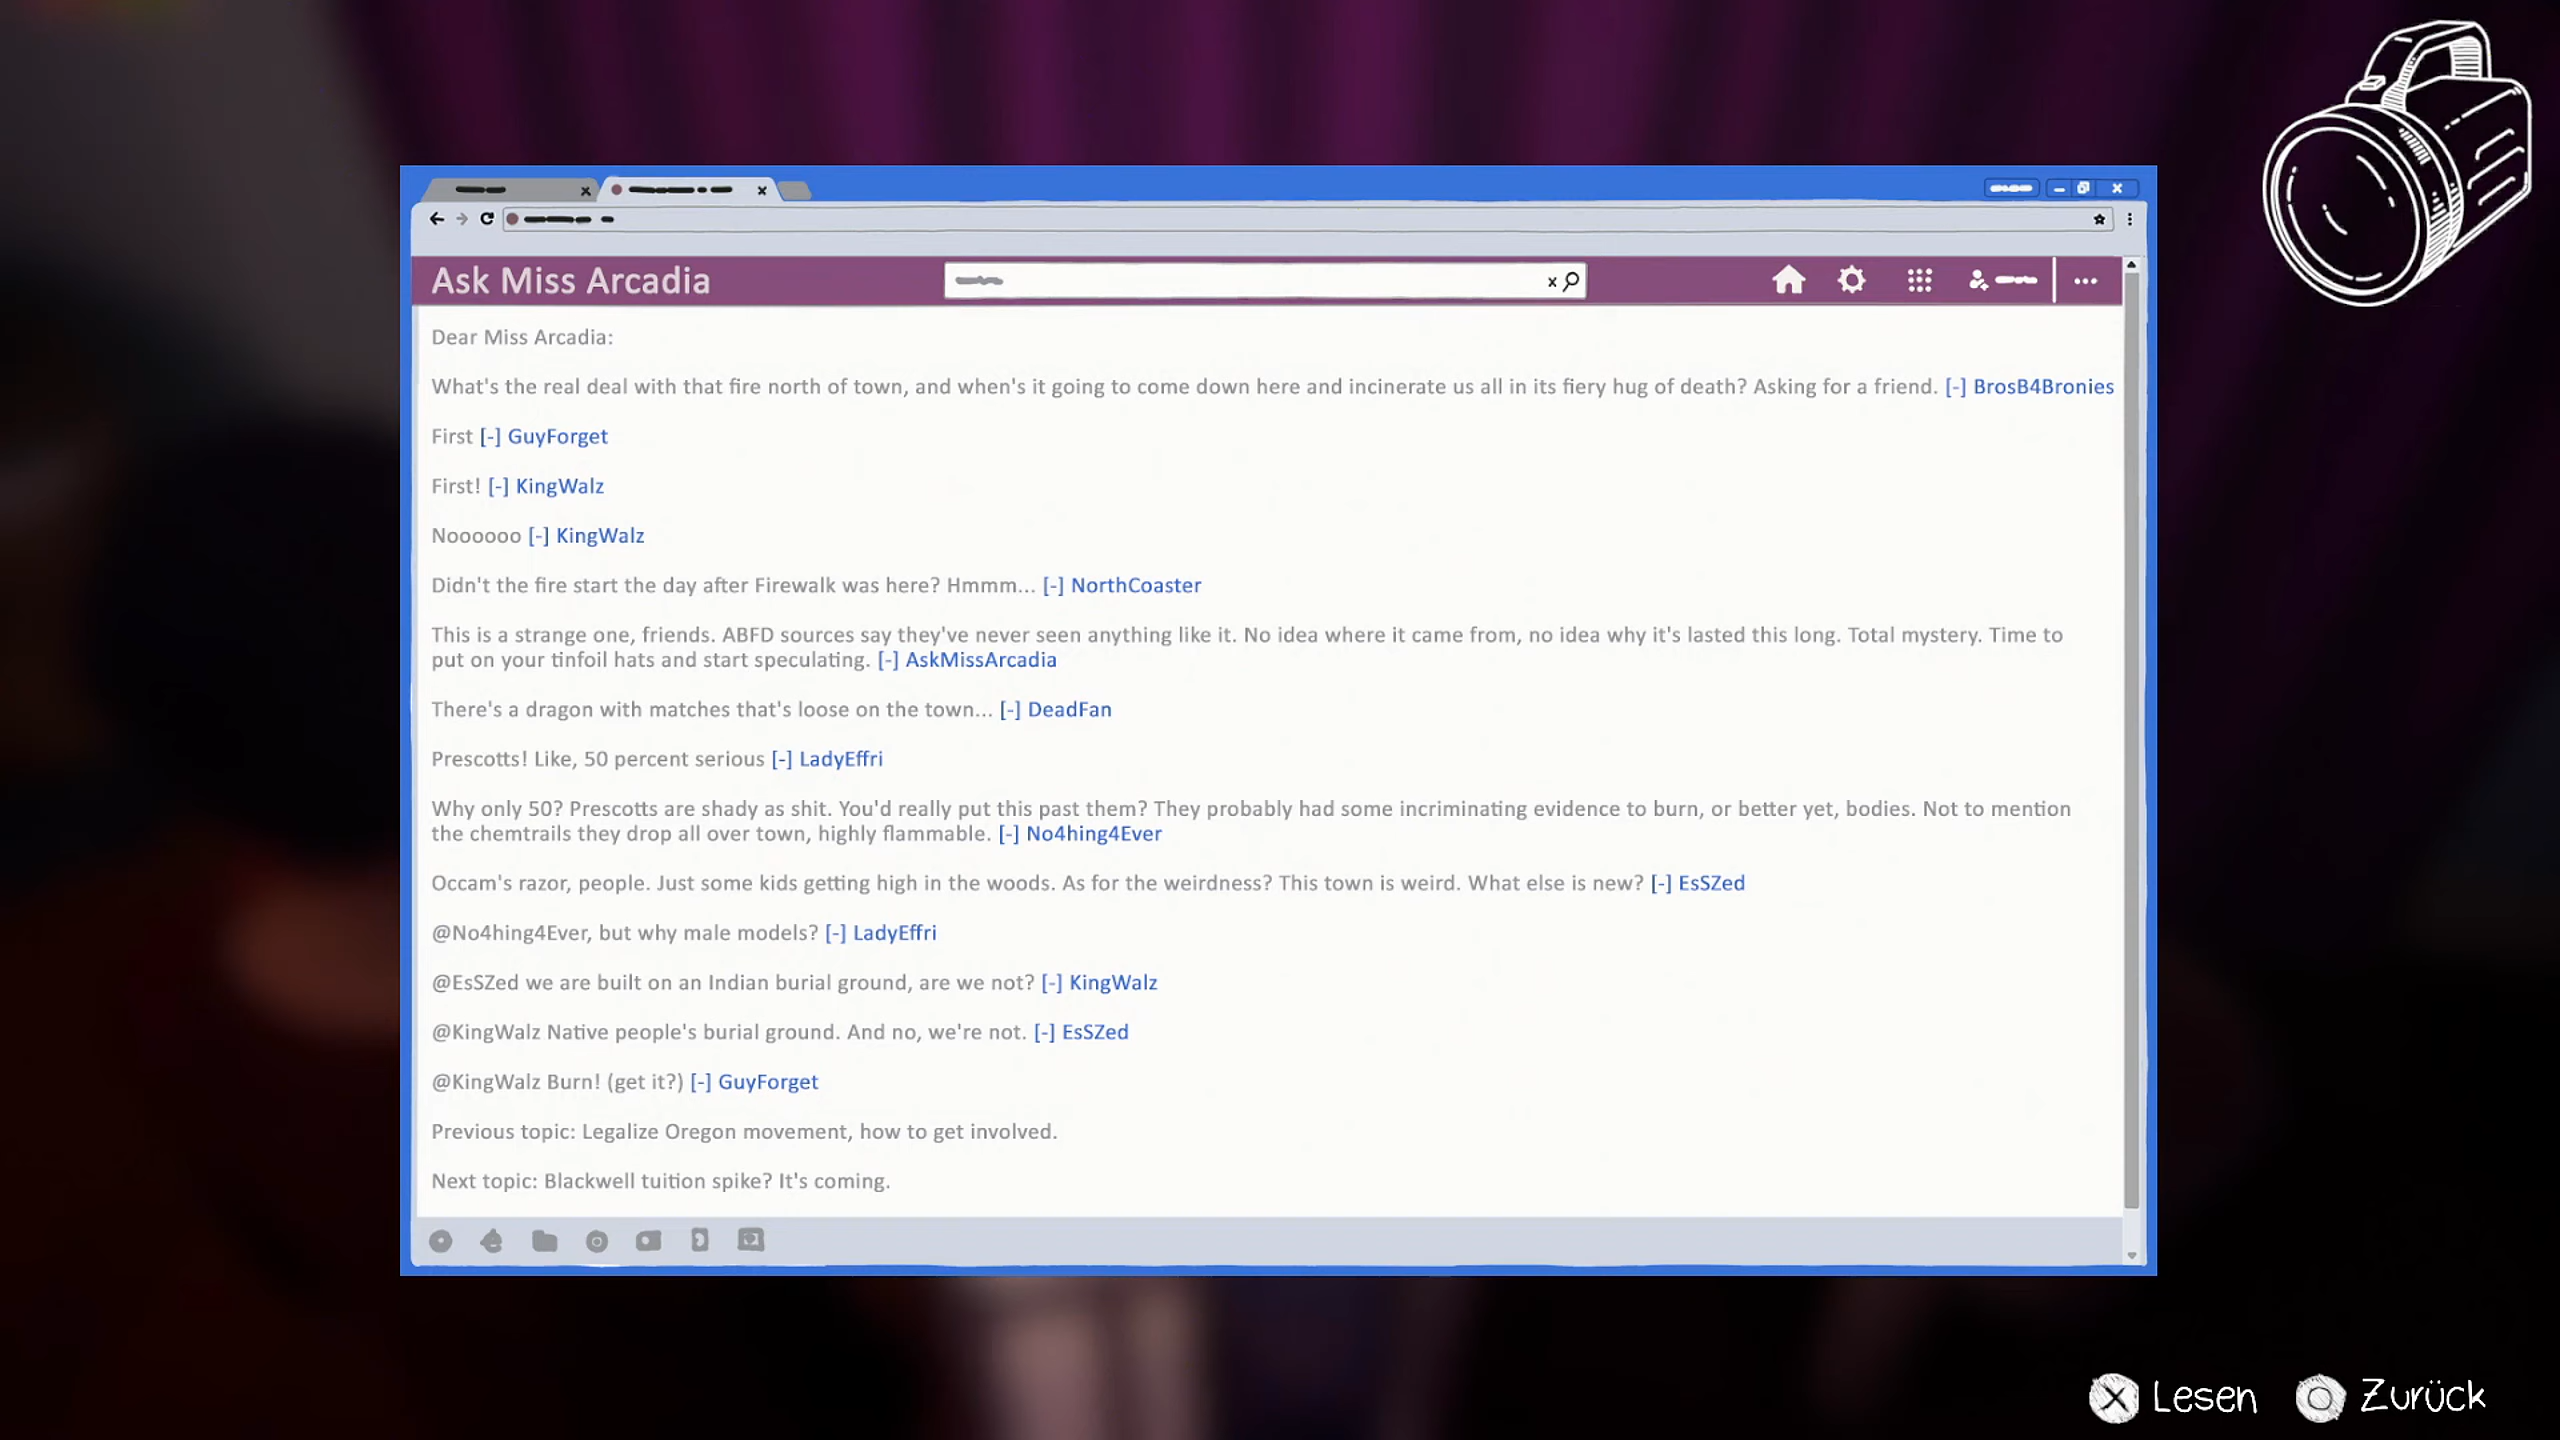 Ask Miss Arcadia
Dear Miss Arcadia:
What's the real deal with that fire north of town, and when's it going to come down here and incinerate us all in its fiery hug of death? Asking for a friend. [-] BrosB4Bronies
First [-] GuyForget
First! [-] KingWalz
Noooooo [-] KingWalz
Didn't the fire start the day after Firewalk was here? Hmmm... [-] NorthCoaster
This is a strange one, friends. ABFD sources say they've never seen anything like it. No idea where it came from, no idea why it's lasted this long. Total mystery. Time to
put on your tinfoil hats and start speculating. [-] AskMissArcadia
There's a dragon with matches that's loose on the town... [-] DeadFan
Prescotts! Like, 50 percent serious [-] LadyEffri
Why only 50? Prescotts are shady as shit. You'd really put this past them? They probably had some incriminating evidence to burn, or better yet, bodies. Not to mention
the chemtrails they drop all over town, highly flammable. [-] No4hing4Ever
Occam's razor, people. Just some kids getting high in the woods. As for the weirdness? This town is weird. What else is new? [-] EsSZed
@No4hing4Ever, but why male models? [-] LadyEffri
@EsSZed we are built on an Indian burial ground, are we not? [-] KingWalz
@KingWalz Native people's burial ground. And no, we're not. [-] EsSZed
@KingWalz Burn! (get it?) [-] GuyForget
Previous topic: Legalize Oregon movement, how to get involved.
Next topic: Blackwell tuition spike? It's coming.
Lesen
Zurück